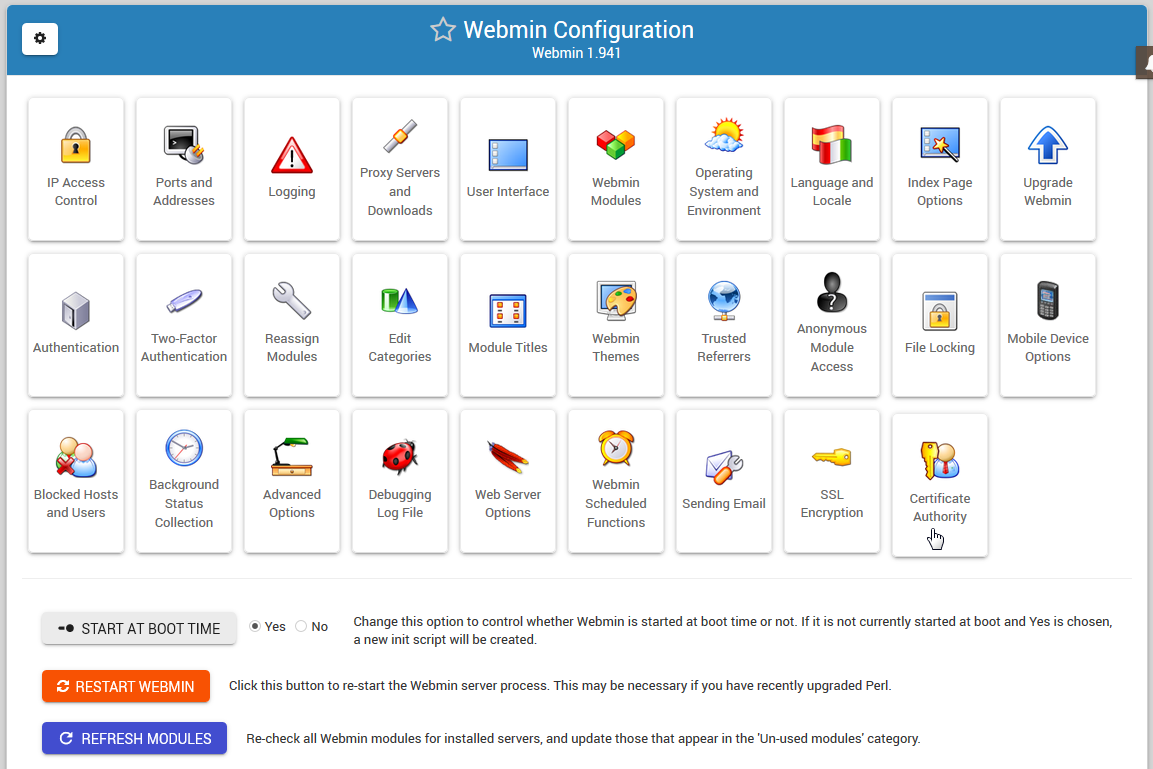 Webmin Configuration
Webmin 1.941
IP Access
Control
Ports and
Addresses
Logging
Proxy Servers
and
Downloads
User Interface
Webmin
Modules
Operating
System and
Environment
Language and
Locale
Index Page
Options
Upgrade
Webmin
Authentication
Two-Factor
Authentication
Reassign
Modules
Edit
Categories
Module Titles
Webmin
Themes
Trusted
Referrers
Anonymous
Module
Access
File Locking
Mobile Device
Options
Blocked Hosts
and Users
Background
Status
Collection
Advanced
Options
Debugging
Log File
Web Server
Options
Webmin
Scheduled
Functions
Sending Email
SSL
Encryption
Certificate
Authority
START AT BOOT TIME
Yes No
Change this option to control whether Webmin is started at boot time or not. If it is not currently started at boot and Yes is chosen,
a new init script will be created.
RESTART WEBMIN
Click this button to re-start the Webmin server process. This may be necessary if you have recently upgraded Perl.
REFRESH MODULES
Re-check all Webmin modules for installed servers, and update those that appear in the 'Un-used modules' category.